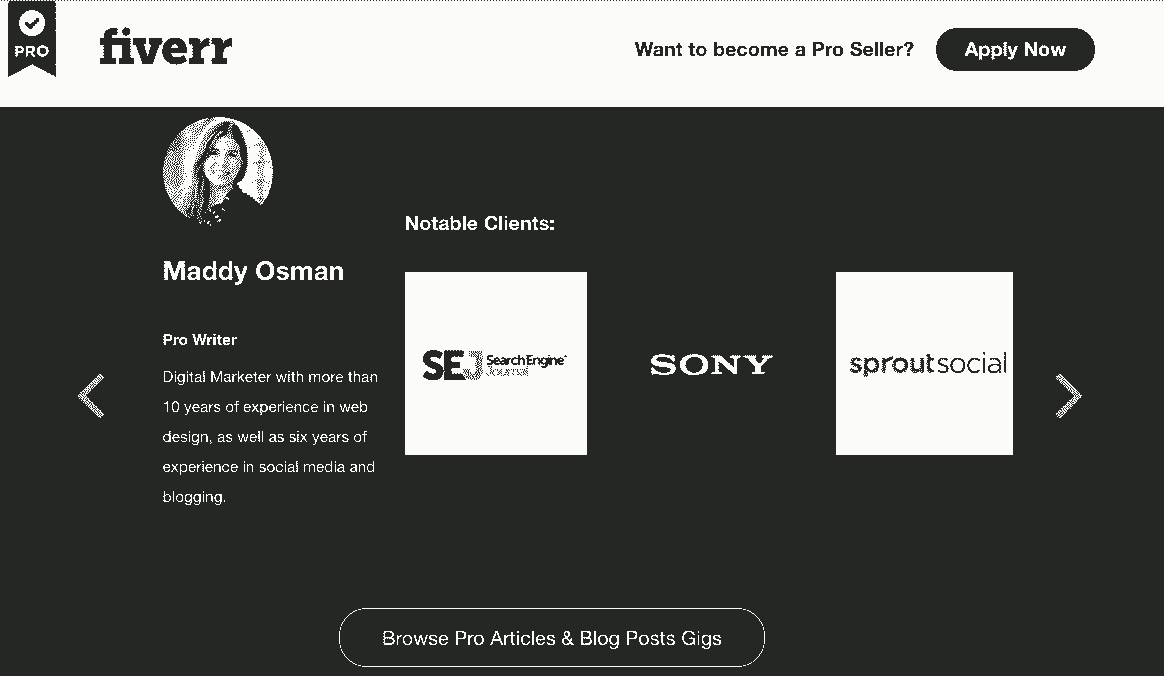 PRO
fiverr
Want to become a Pro Seller?
Apply Now
Maddy Osman
Pro Writer
Digital Marketer with more than
10 years of experience in web
design, as well as six years of
experience in social media and
blogging.
Notable Clients:
SEJ Search Engine
Journal
SONY
sproutsocial
Browse Pro Articles & Blog Posts Gigs